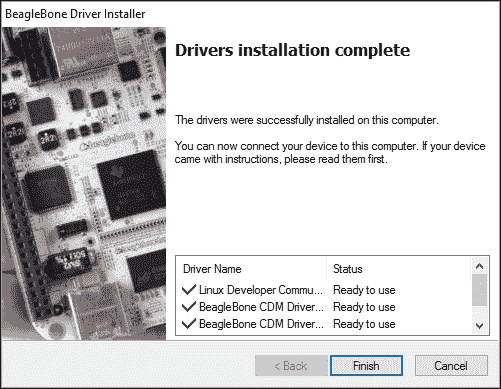 BeagleBone Driver Installer
Drivers installation complete
The drivers were successfully installed on this computer.
You can now connect your device to this computer. If your device
came with instructions, please read them first.
Driver Name Status
Linux Developer Commu... Ready to use
BeagleBone CDM Driver... Ready to use
BeagleBone CDM Driver... Ready to use
< Back Finish Cancel